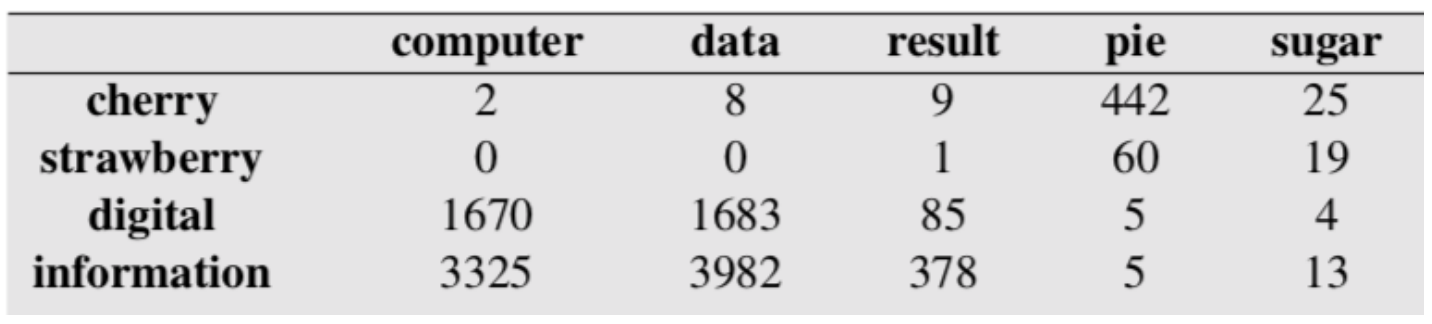 computer data result pie sugar
cherry 2 8 9 442 25
strawberry 0 0 1 60 19
digital 1670 1683 85 5 4
information 3325 3982 378 5 13